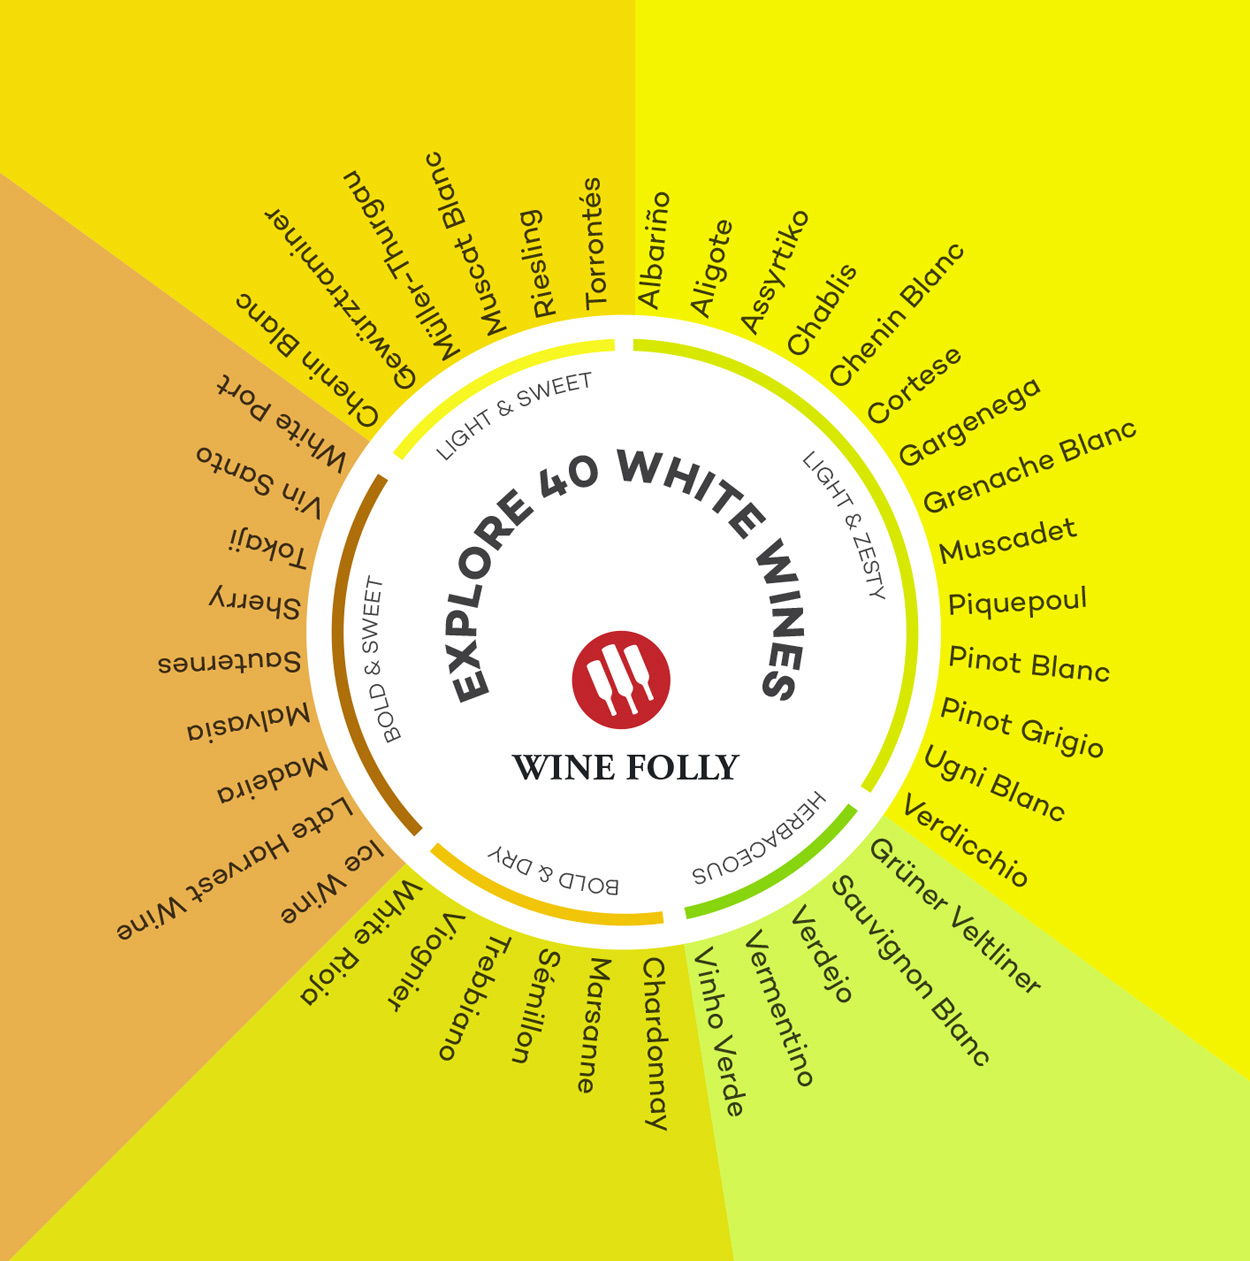 EXPLORE 40 WHITE WINES
WINE FOLLY
LIGHT & ZESTY
Albariño
Aligote
Assyrtiko
Chablis
Chenin Blanc
Cortese
Gargenega
Grenache Blanc
Muscadet
Piquepoul
Pinot Blanc
Pinot Grigio
Ugni Blanc
Verdicchio
HERBACEOUS
Grüner Veltliner
Sauvignon Blanc
Verdejo
Vermentino
Vinho Verde
BOLD & DRY
Chardonnay
Marsanne
Sémillon
Trebbiano
Viognier
White Rioja
BOLD & SWEET
Ice Wine
Late Harvest Wine
Madeira
Malvasia
Sauternes
Sherry
Tokaji
Vin Santo
White Port
LIGHT & SWEET
Chenin Blanc
Gewürztraminer
Müller-Thurgau
Muscat Blanc
Riesling
Torrontés